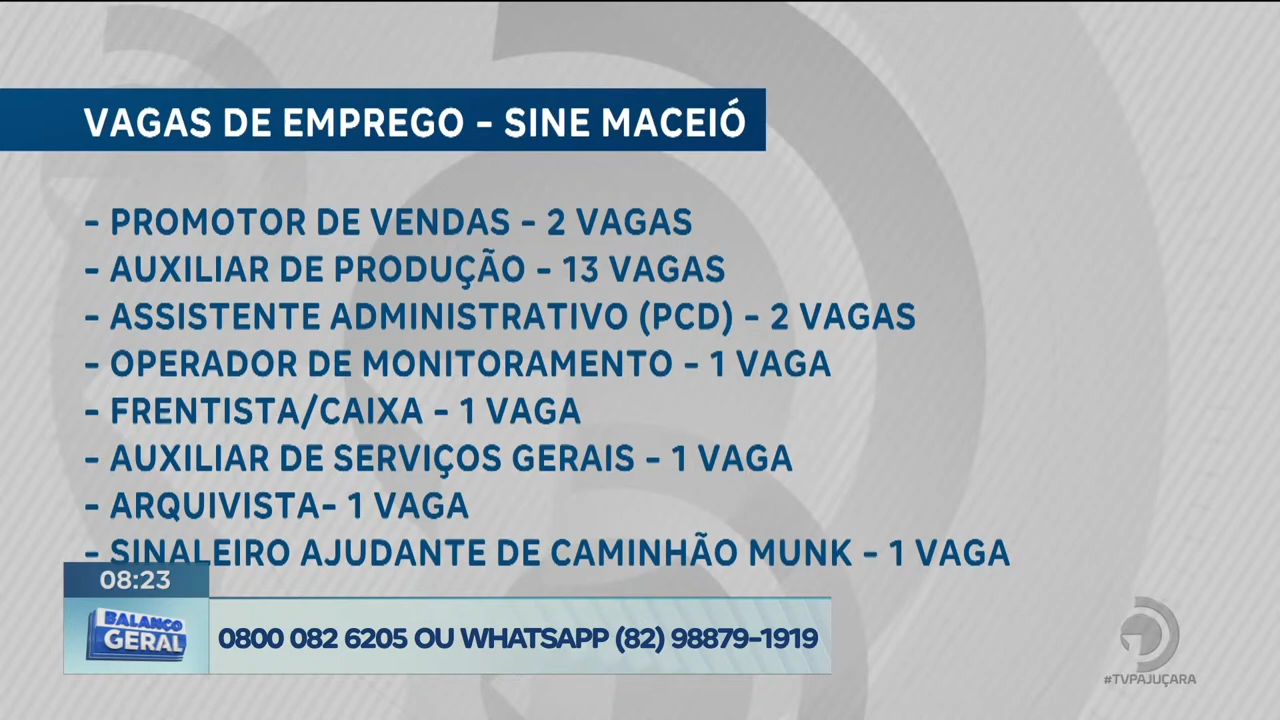 VAGAS DE EMPREGO - SINE MACEIÓ
- PROMOTOR DE VENDAS - 2 VAGAS
- AUXILIAR DE PRODUÇÃO - 13 VAGAS
- ASSISTENTE ADMINISTRATIVO (PCD) - 2 VAGAS
- OPERADOR DE MONITORAMENTO - 1 VAGA
- FRENTISTA/CAIXA - 1 VAGA
- AUXILIAR DE SERVIÇOS GERAIS - 1 VAGA
- ARQUIVISTA- 1 VAGA
- SINALEIRO AJUDANTE DE CAMINHÃO MUNK - 1 VAGA
08:23
BALANÇO
GERAL
0800 082 6205 OU WHATSAPP (82) 98879-1919
#TVPAJUÇARA